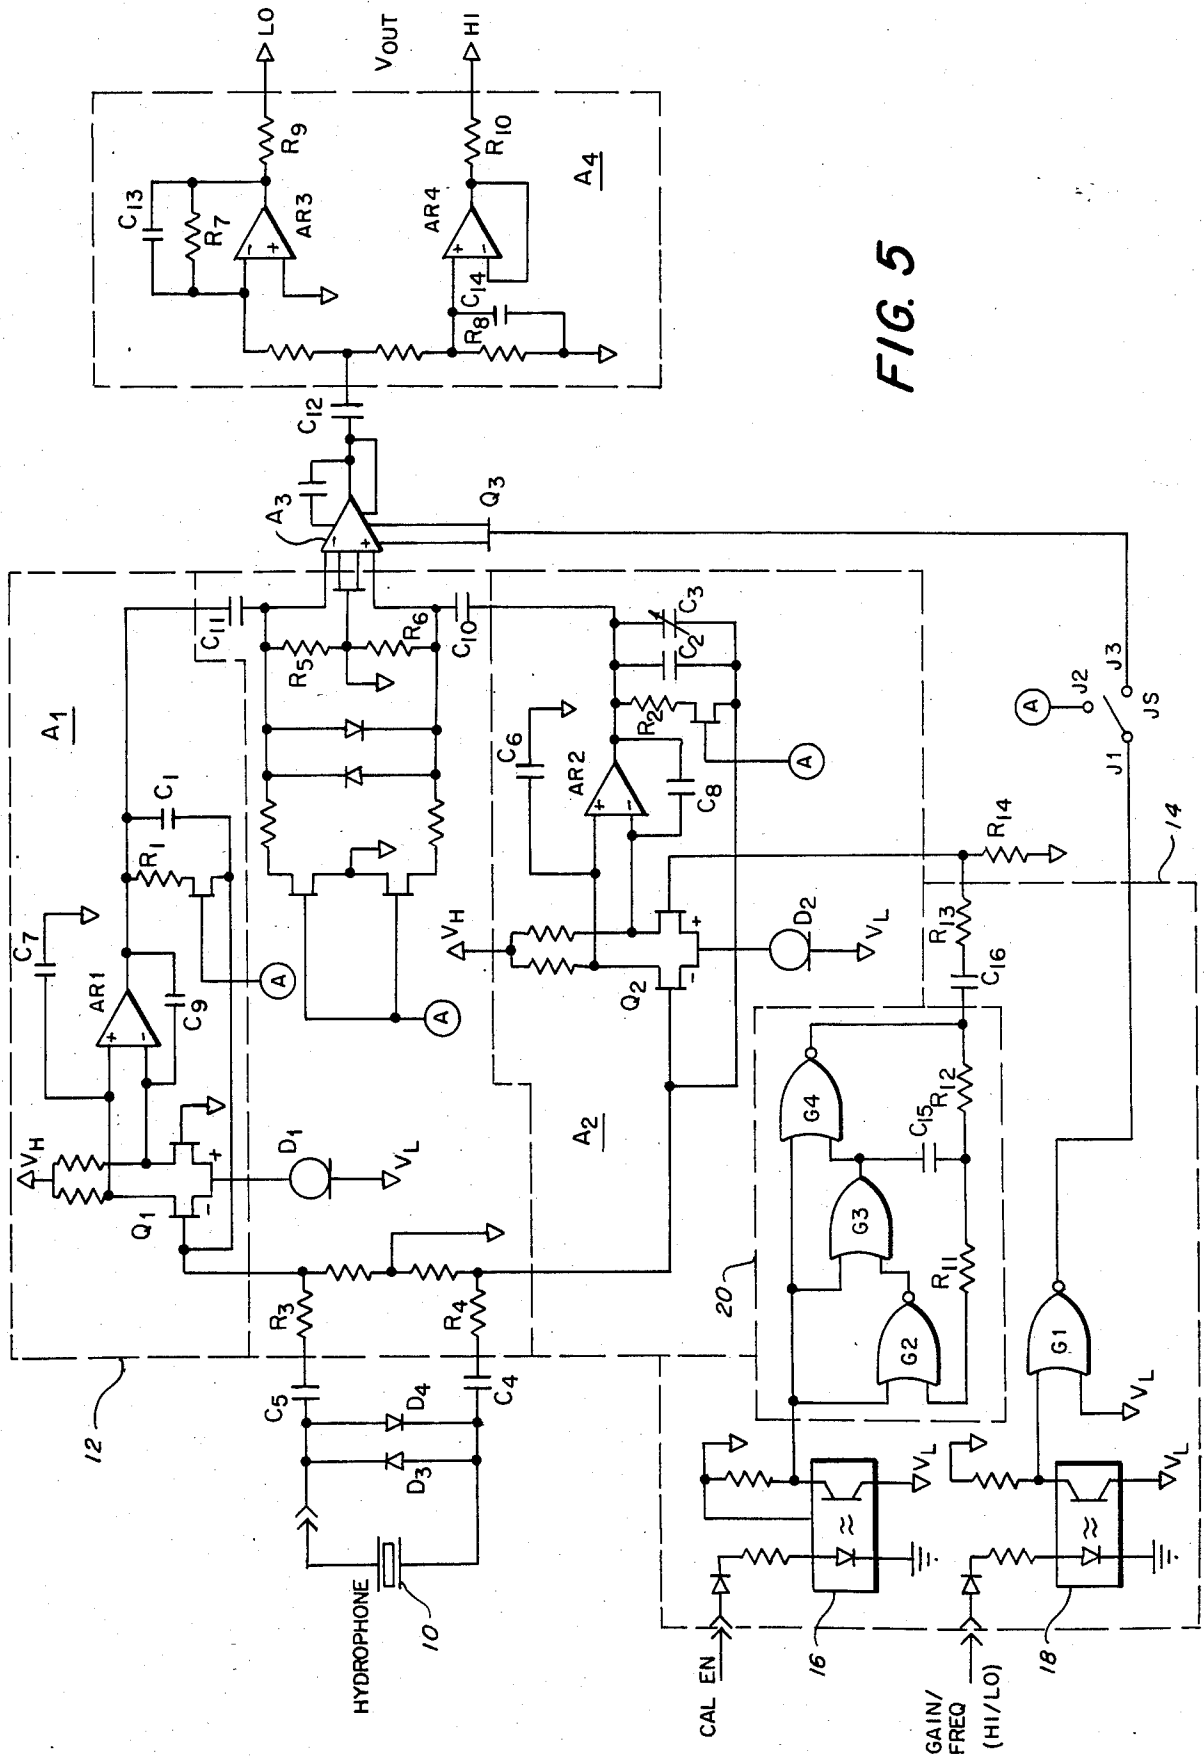 LO
VOUT
HI
C13
R7
AR3
R9
A4
AR4
R10
C14
R8
FIG. 5
C12
A3
Q3
A1
C11
R5
R6
C10
C1
R1
C7
AR1
C9
A
VH
Q1
D1
VL
A
C6
AR2
C8
R2
C2
C3
A
VH
Q2
D2
VL
A2
A
J2
J3
J1
JS
14
R14
R13
C16
12
R3
R4
C5
C4
D4
D3
HYDROPHONE
10
20
G4
G3
G2
R12
C15
R11
G1
VL
VL
VL
CAL EN
16
GAIN/
FREQ
(HI/LO)
18
≈
≈
+
-
+
-
+
-
+
-
-
+
+
-
-
+